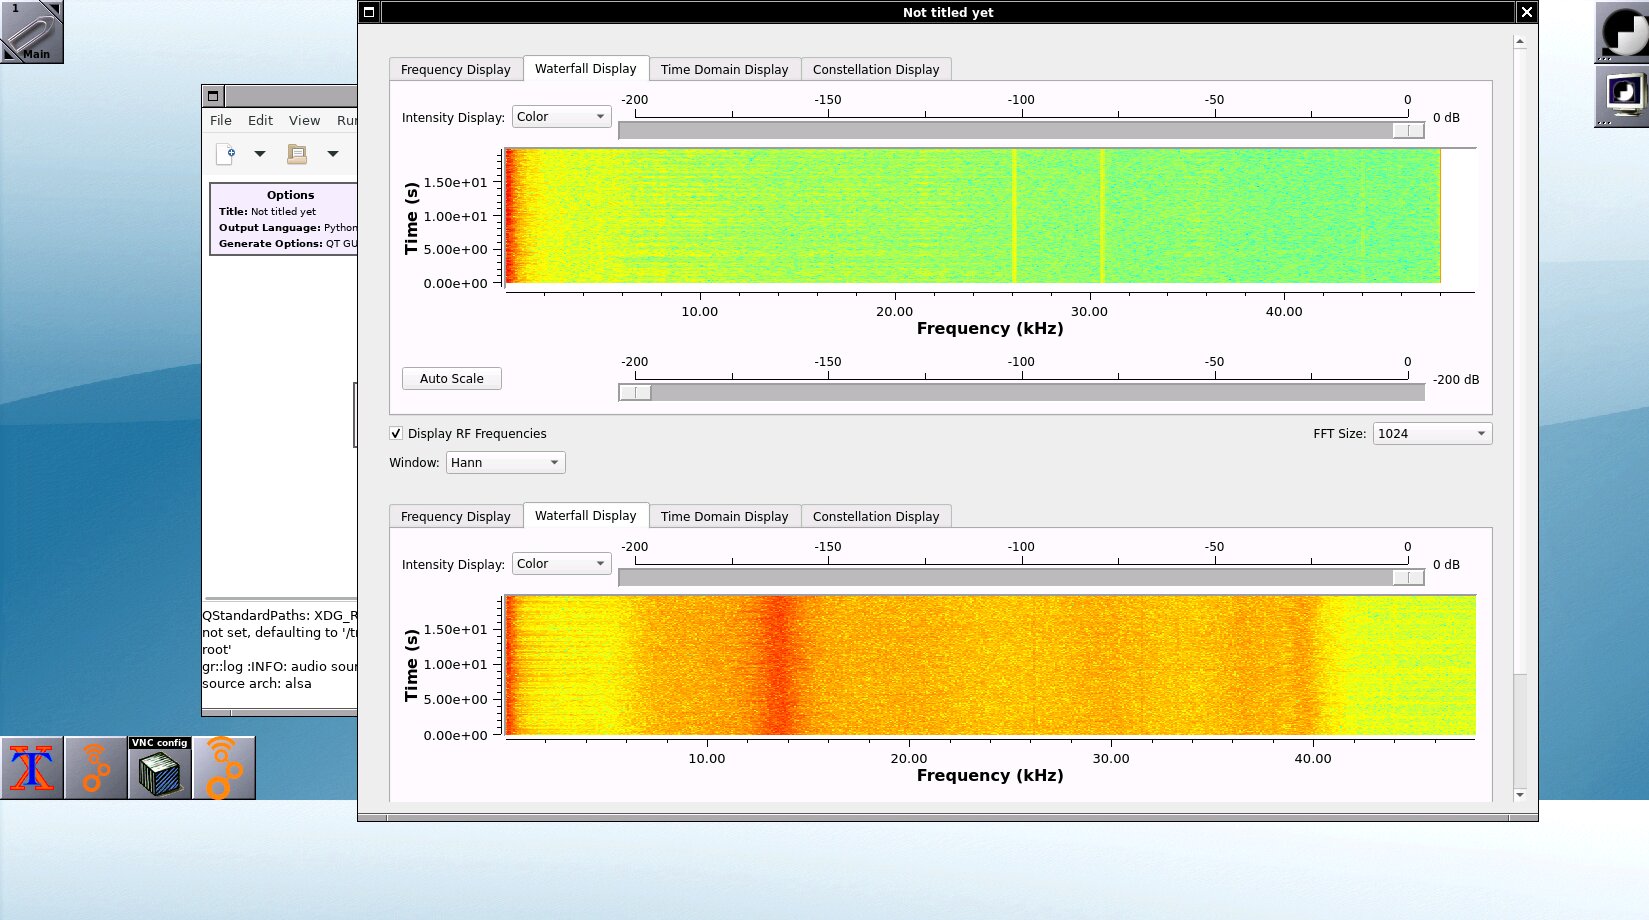 1
Main
Not titled yet
File Edit View Run
Options
Title: Not titled yet
Output Language: Python
Generate Options: QT GU
QStandardPaths: XDG_R
not set, defaulting to '/t
root'
gr::log :INFO: audio sour
source arch: alsa
VNC config
Frequency Display Waterfall Display Time Domain Display Constellation Display
Intensity Display: Color
-200 -150 -100 -50 0
0 dB
Time (s)
1.50e+01
1.00e+01
5.00e+00
0.00e+00
10.00 20.00 30.00 40.00
Frequency (kHz)
Auto Scale
-200 -150 -100 -50 0
-200 dB
Display RF Frequencies
FFT Size: 1024
Window: Hann
Frequency Display Waterfall Display Time Domain Display Constellation Display
Intensity Display: Color
-200 -150 -100 -50 0
0 dB
Time (s)
1.50e+01
1.00e+01
5.00e+00
0.00e+00
10.00 20.00 30.00 40.00
Frequency (kHz)